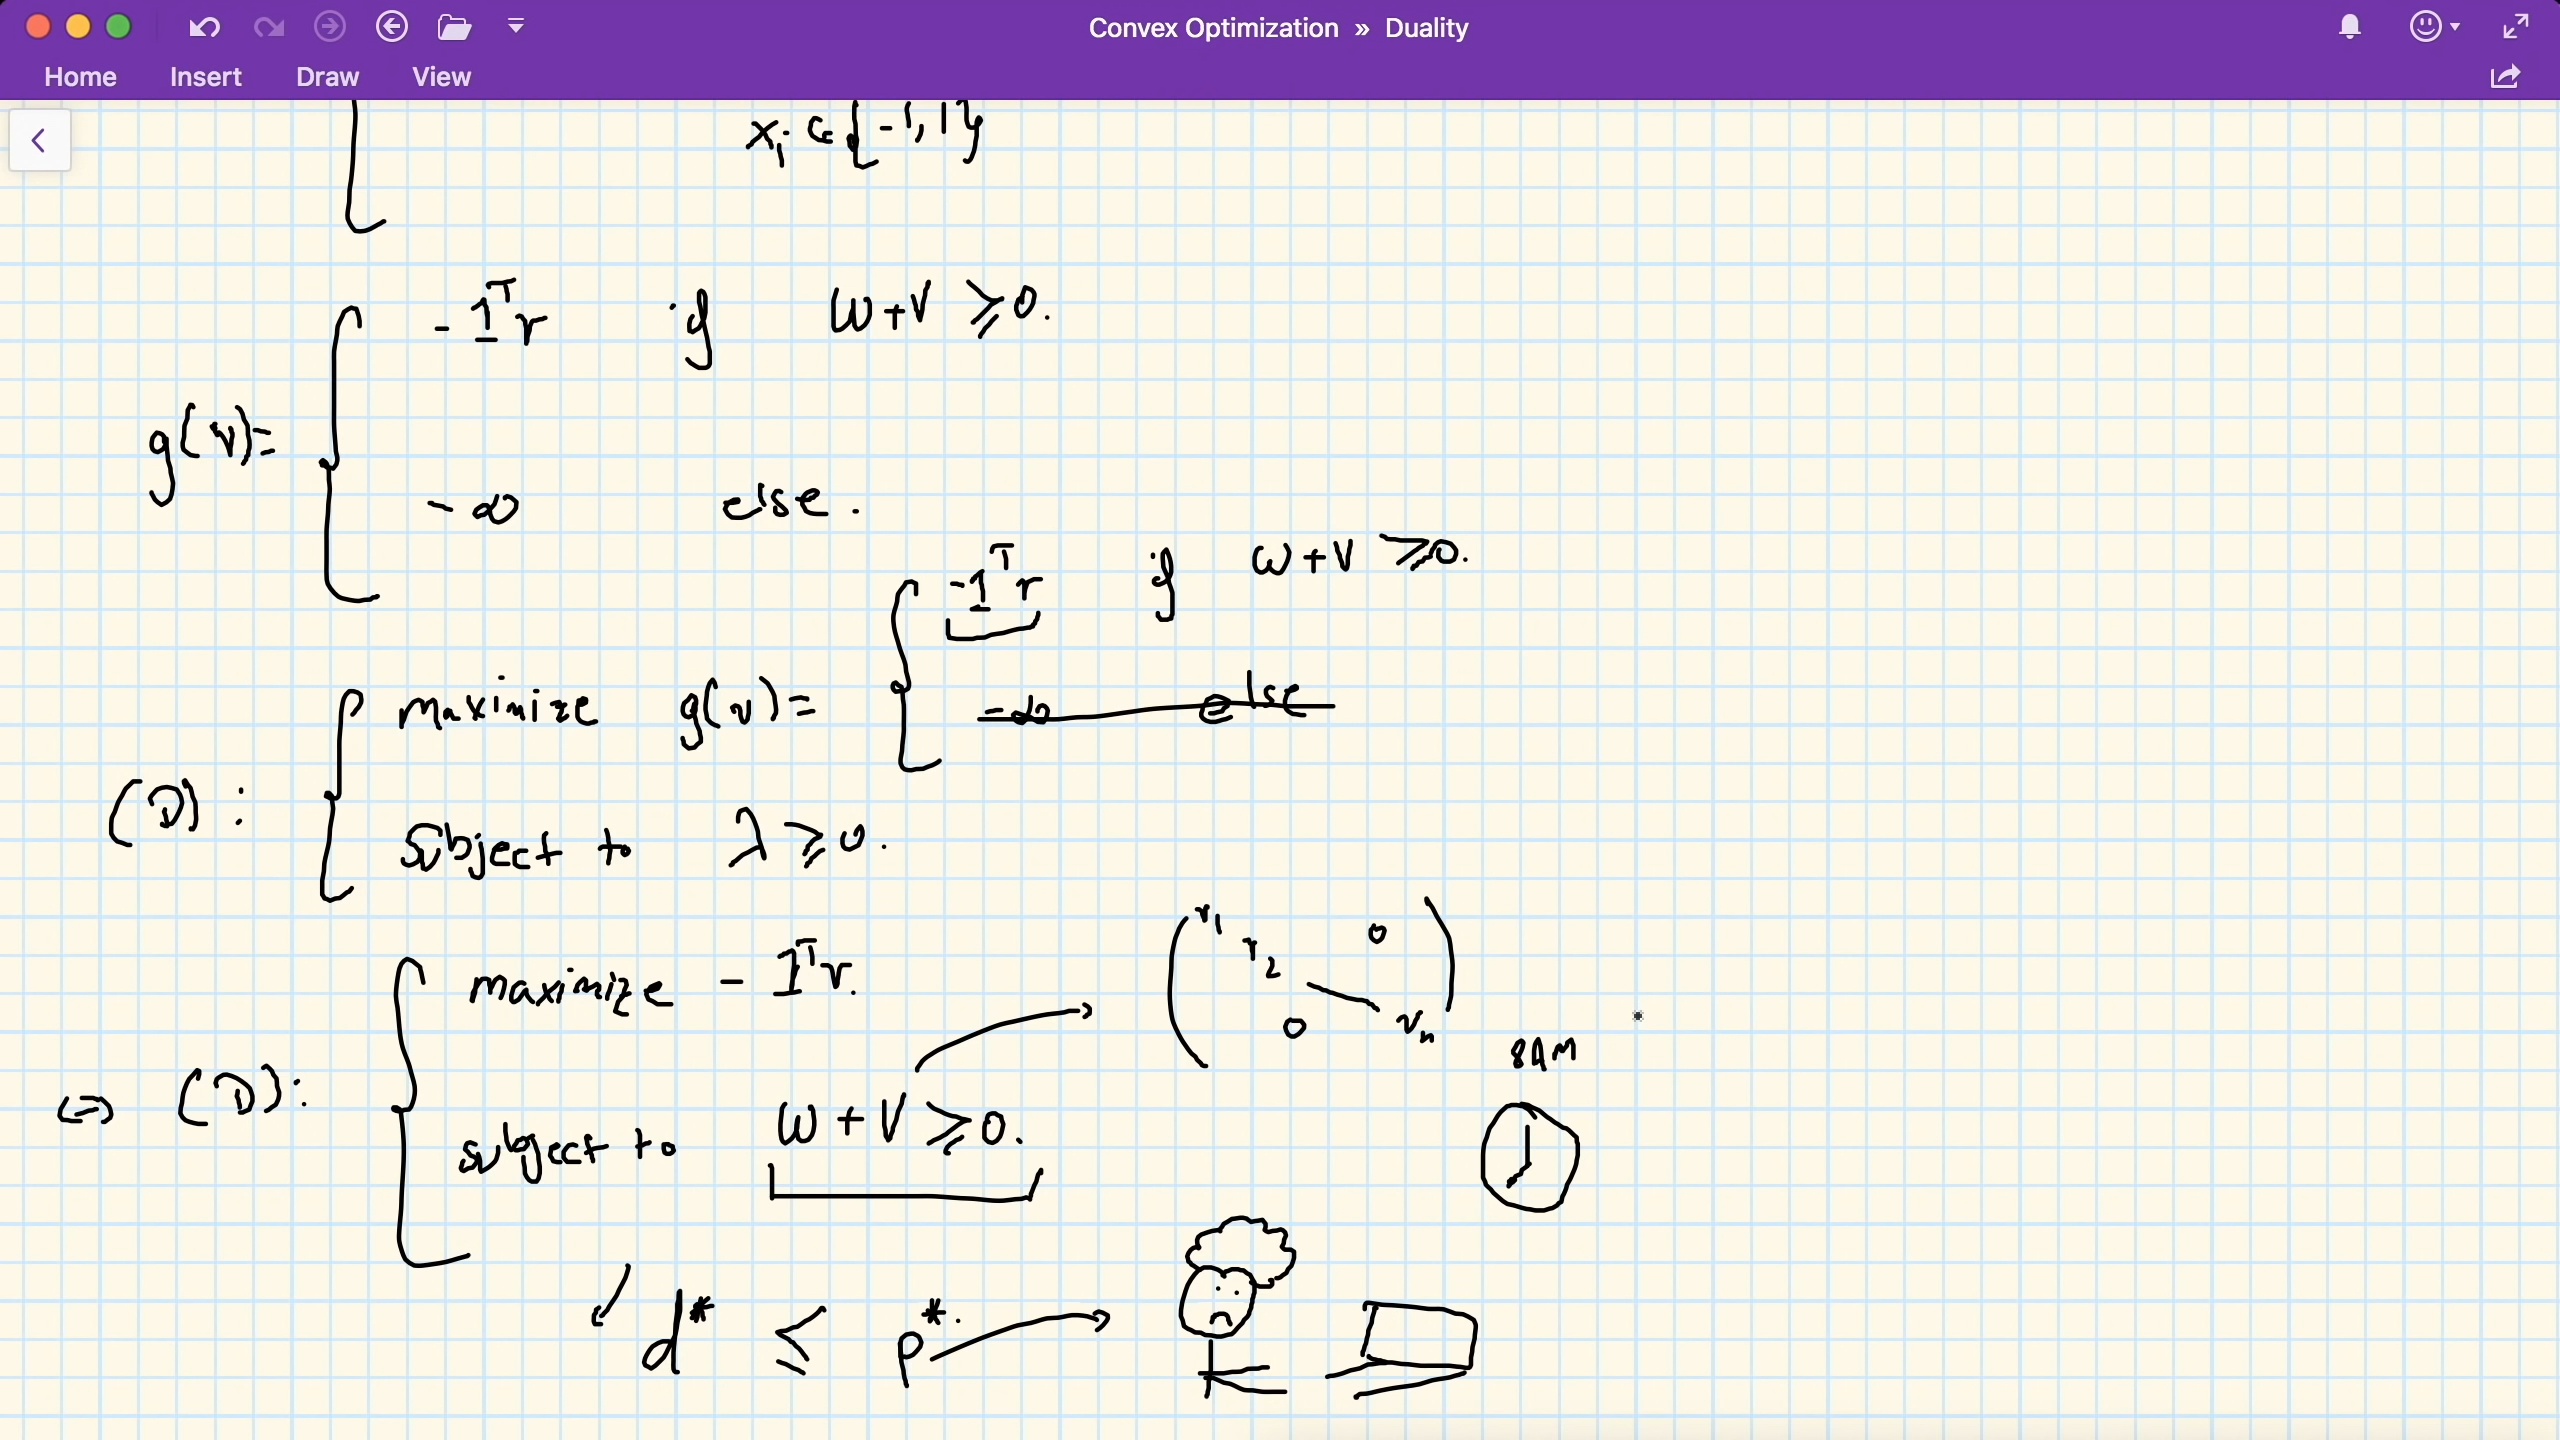 Convex Optimization » Duality
Home Insert Draw View
xᵢ ∈ {-1, 1}
-1ᵀν if W+V ≥ 0.
g(ν)=
-∞ else.
-1ᵀν if W+V ≥ 0.
maximize g(ν)=
-∞ else
(D):
subject to λ ≥ 0.
ν₁
ν₂ 0
maximize -1ᵀν.
0 νₙ
8AM
⇔ (D):
subject to W+V ≥ 0.
d* ≤ p*.